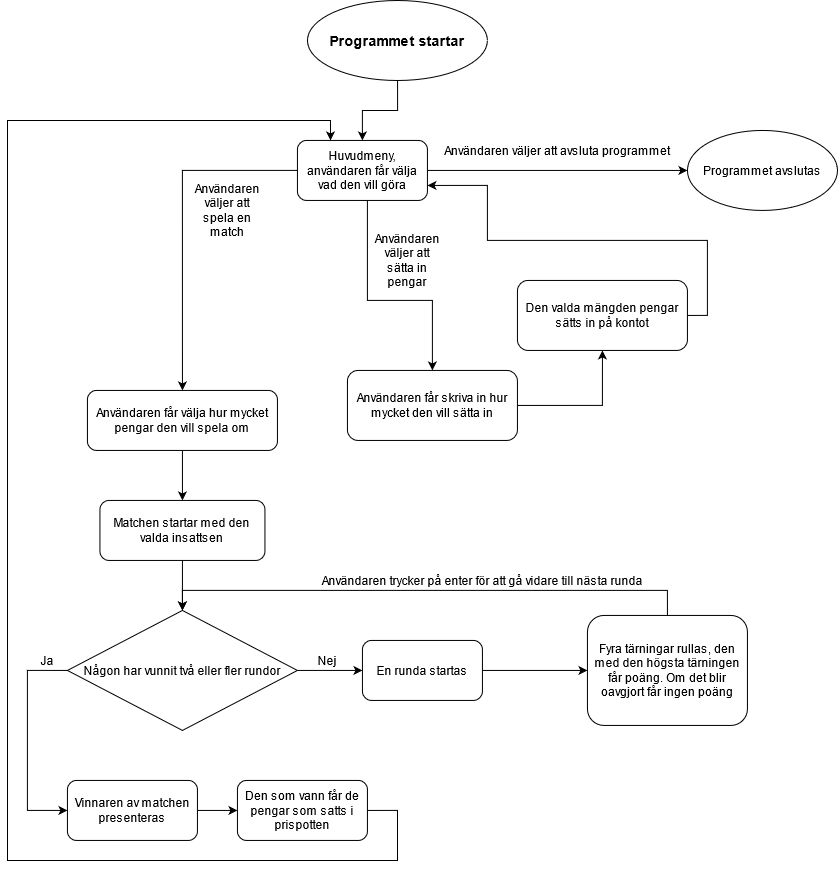 Programmet startar
Huvudmeny,
användaren får välja
vad den vill göra
Användaren väljer att avsluta programmet
Programmet avslutas
Användaren
väljer att
spela en
match
Användaren
väljer att
sätta in
pengar
Den valda mängden pengar
sätts in på kontot
Användaren får skriva in hur
mycket den vill sätta in
Användaren får välja hur mycket
pengar den vill spela om
Matchen startar med den
valda insattsen
Användaren trycker på enter för att gå vidare till nästa runda
Någon har vunnit två eller fler rundor
Ja
Nej
En runda startas
Fyra tärningar rullas, den
med den högsta tärningen
får poäng. Om det blir
oavgjort får ingen poäng
Vinnaren av matchen
presenteras
Den som vann får de
pengar som satts i
prispotten